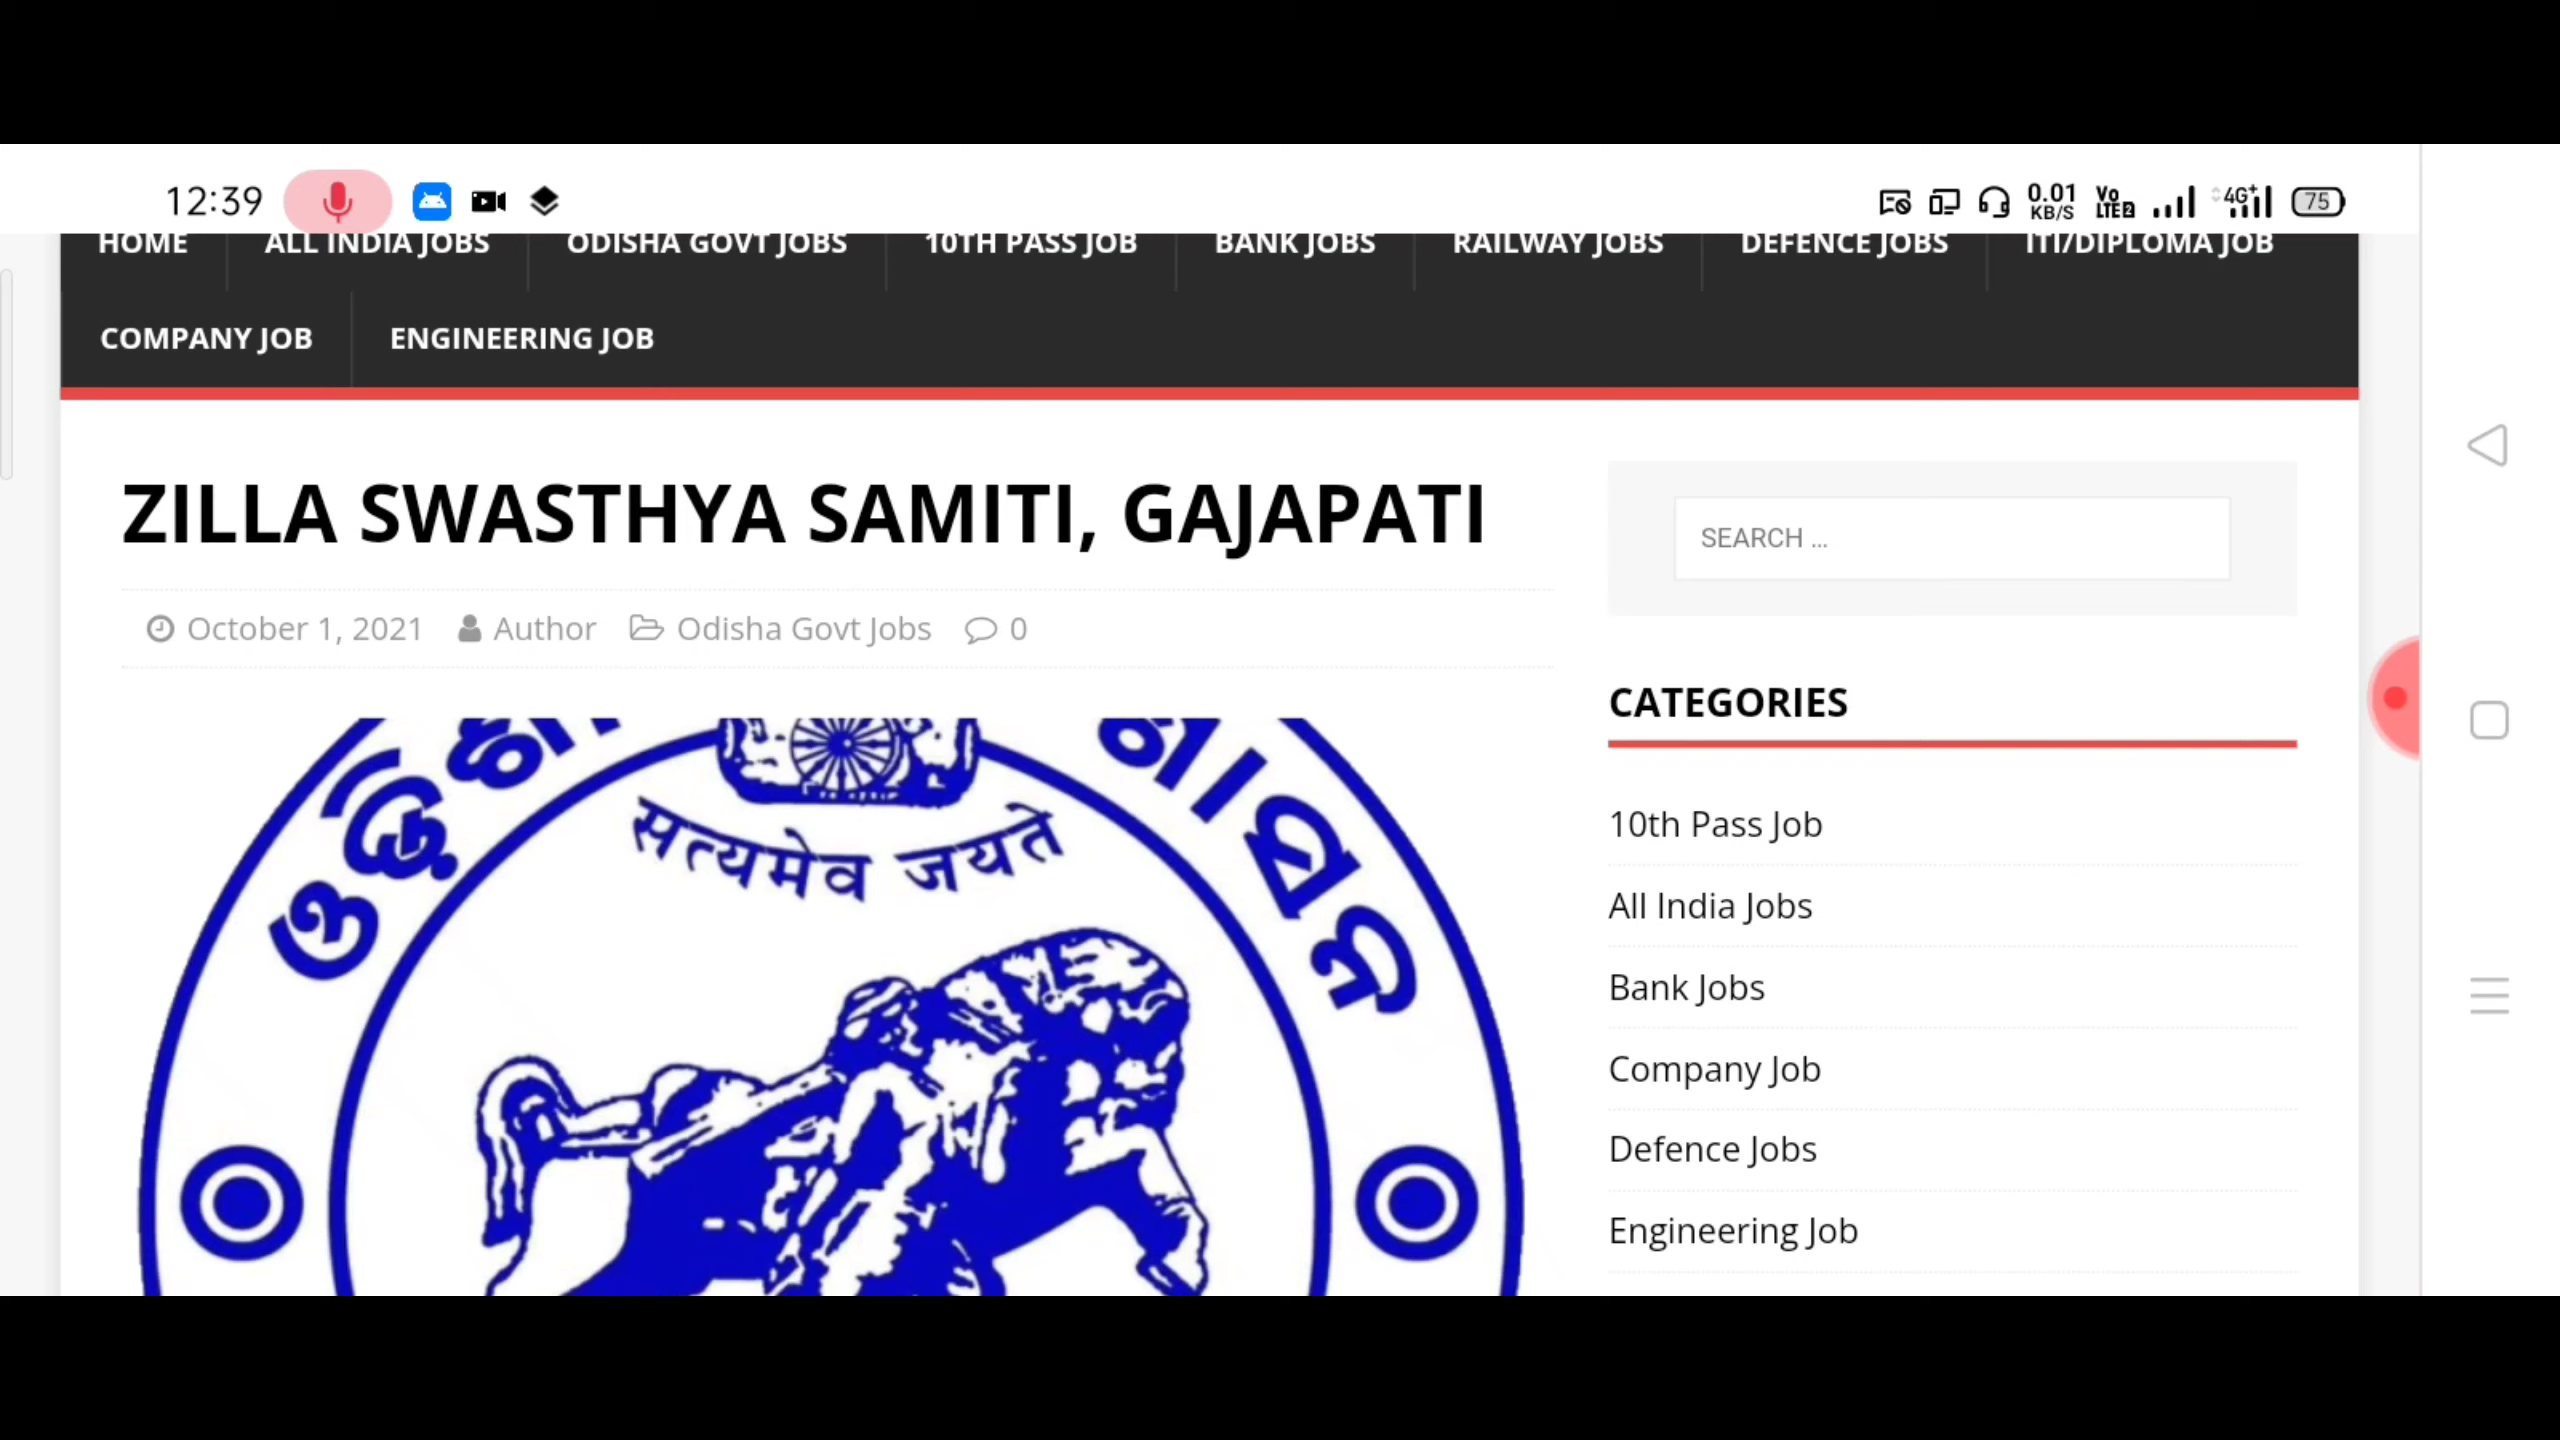 12:39
0.01
KB/S
Vo
LTE2
4G+
75
HOME
ALL INDIA JOBS
ODISHA GOVT JOBS
10TH PASS JOB
BANK JOBS
RAILWAY JOBS
DEFENCE JOBS
ITI/DIPLOMA JOB
COMPANY JOB
ENGINEERING JOB
ZILLA SWASTHYA SAMITI, GAJAPATI
October 1, 2021
Author
Odisha Govt Jobs
0
सत्यमेव जयते
SEARCH ...
CATEGORIES
10th Pass Job
All India Jobs
Bank Jobs
Company Job
Defence Jobs
Engineering Job